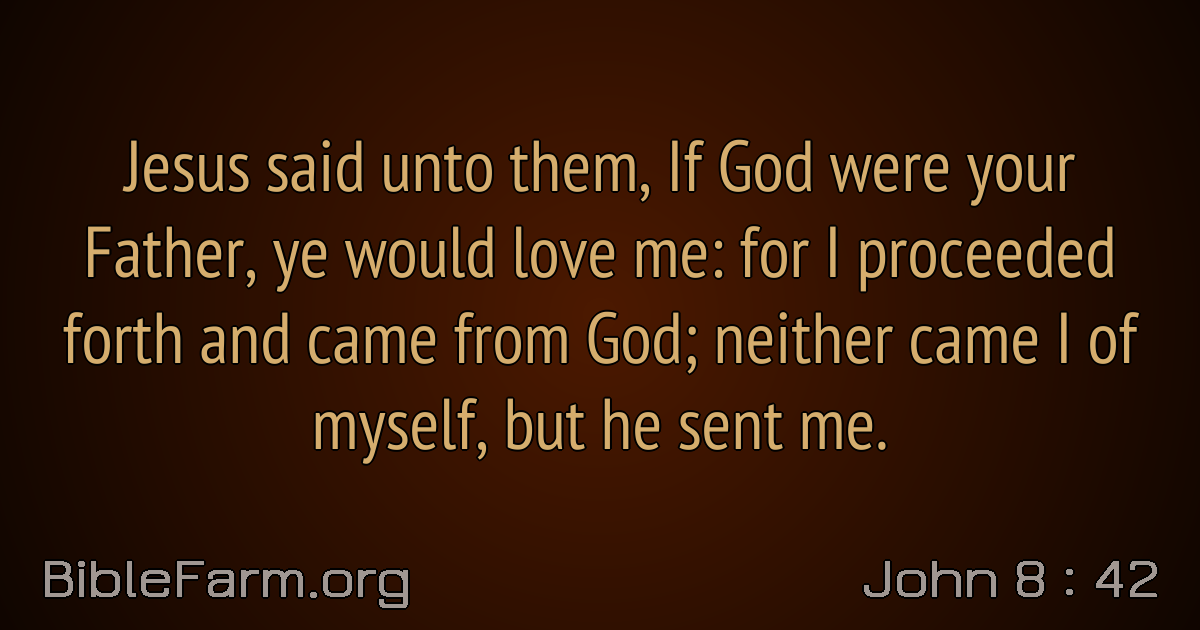 Jesus said unto them, If God were your
Father, ye would love me: for I proceeded
forth and came from God; neither came I of
myself, but he sent me.
BibleFarm.org
John 8 : 42